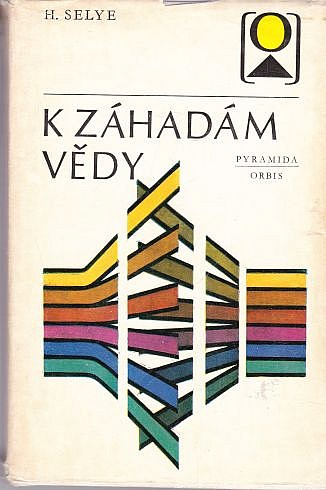 H. SELYE
K ZÁHADÁM
VĚDY
PYRAMIDA
ORBIS